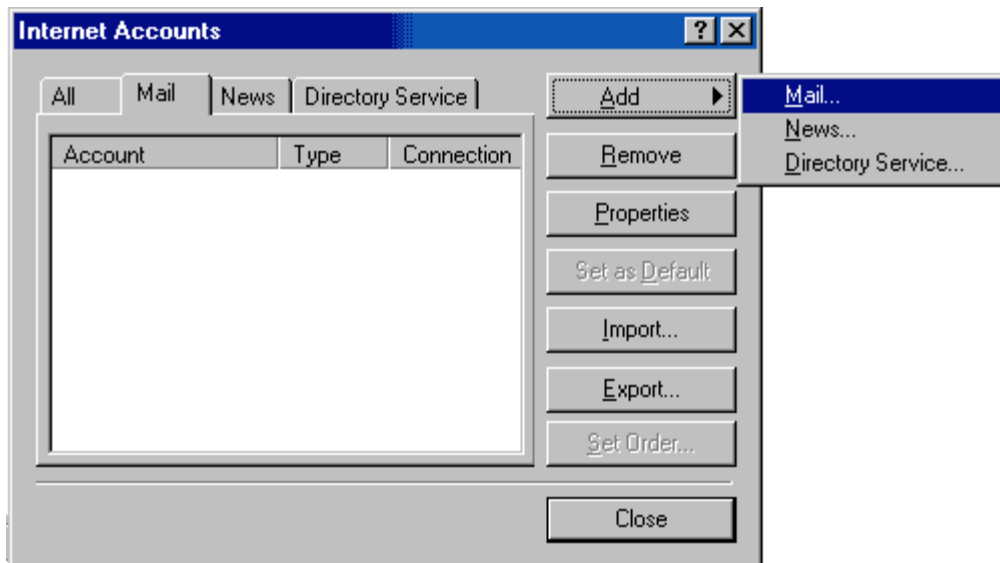 Internet Accounts
All Mail News Directory Service
Add
Mail...
News...
Directory Service...
Account Type Connection
Remove
Properties
Set as Default
Import...
Export...
Set Order...
Close